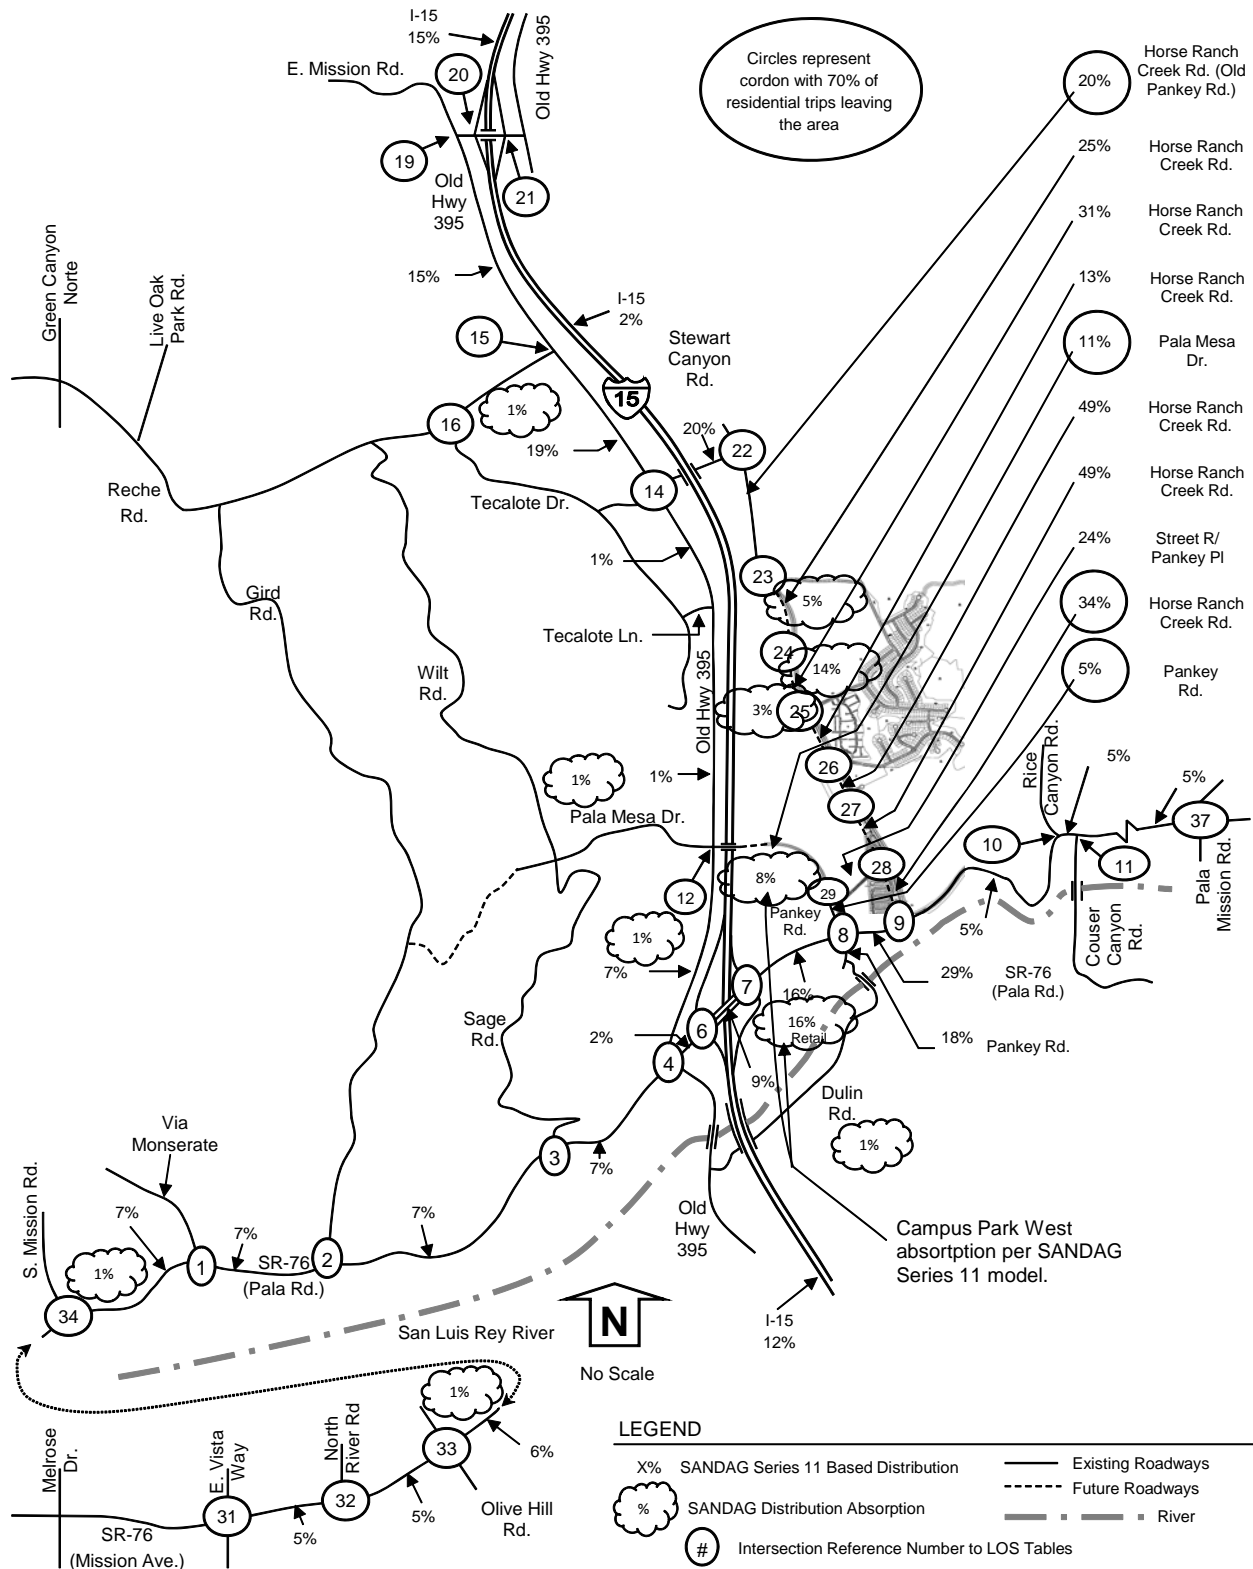 I-15
15%
Old Hwy 395
20
E. Mission Rd.
19
21
Old
Hwy
395
15%
I-15
2%
Circles represent
cordon with 70% of
residential trips leaving
the area
20%
Horse Ranch
Creek Rd. (Old
Pankey Rd.)
25%
Horse Ranch
Creek Rd.
31%
Horse Ranch
Creek Rd.
13%
Horse Ranch
Creek Rd.
11%
Pala Mesa
Dr.
49%
Horse Ranch
Creek Rd.
49%
Horse Ranch
Creek Rd.
24%
Street R/
Pankey Pl
34%
Horse Ranch
Creek Rd.
5%
Pankey
Rd.
Green Canyon
Norte
Live Oak
Park Rd.
15
Stewart
Canyon
Rd.
15
16
1%
19%
20%
22
14
Reche
Rd.
Tecalote Dr.
1%
23
5%
Gird
Rd.
Tecalote Ln.
24
14%
Wilt
Rd.
Old Hwy 395
3%
25
26
1%
1%
Pala Mesa Dr.
27
Rice
Canyon Rd.
5%
5%
37
10
11
Pala
Mission Rd.
Couser
Canyon
Rd.
12
8%
28
29
Pankey
Rd.
9
8
5%
1%
7%
7
16%
29%
SR-76
(Pala Rd.)
Sage
Rd.
2%
6
16%
Retail
18%
Pankey Rd.
4
9%
Dulin
Rd.
1%
3
7%
Via
Monserate
S. Mission Rd.
7%
7%
7%
Old
Hwy
395
Campus Park West
absortption per SANDAG
Series 11 model.
1%
1
SR-76
(Pala Rd.)
2
34
San Luis Rey River
N
No Scale
I-15
12%
1%
LEGEND
Melrose
Dr.
E. Vista
Way
North
River Rd
33
6%
X%
SANDAG Series 11 Based Distribution
Existing Roadways
Future Roadways
%
SANDAG Distribution Absorption
River
31
32
5%
5%
Olive Hill
Rd.
SR-76
(Mission Ave.)
#
Intersection Reference Number to LOS Tables